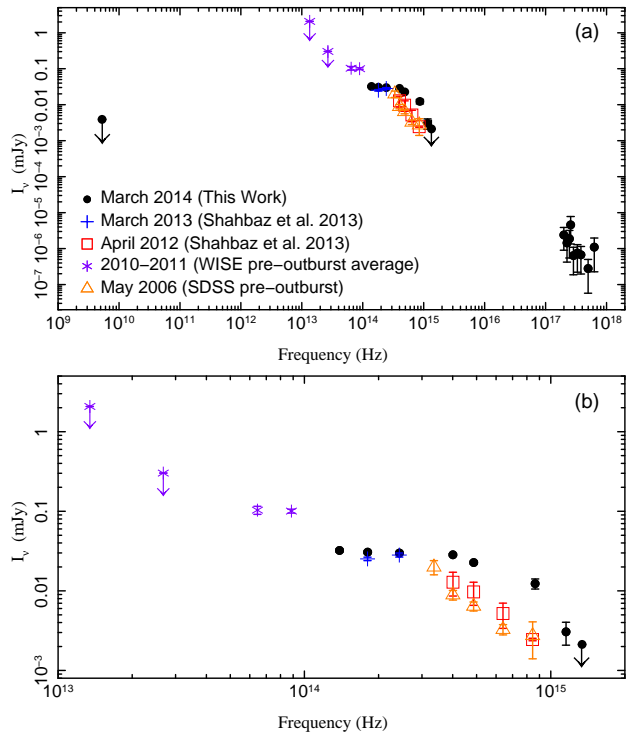 (a)
1
0.1
0.01
10⁻³
10⁻⁴
10⁻⁵
10⁻⁶
10⁻⁷
I_ν (mJy)
March 2014 (This Work)
March 2013 (Shahbaz et al. 2013)
April 2012 (Shahbaz et al. 2013)
2010−2011 (WISE pre−outburst average)
May 2006 (SDSS pre−outburst)
10⁹ 10¹⁰ 10¹¹ 10¹² 10¹³ 10¹⁴ 10¹⁵ 10¹⁶ 10¹⁷ 10¹⁸
Frequency (Hz)
(b)
1
0.1
0.01
10⁻³
I_ν (mJy)
10¹³ 10¹⁴ 10¹⁵
Frequency (Hz)